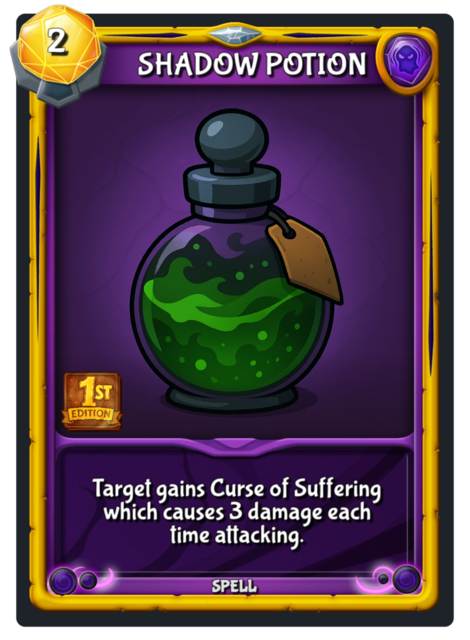 2
SHADOW POTION
1ST
EDITION
Target gains Curse of Suffering
which causes 3 damage each
time attacking.
SPELL